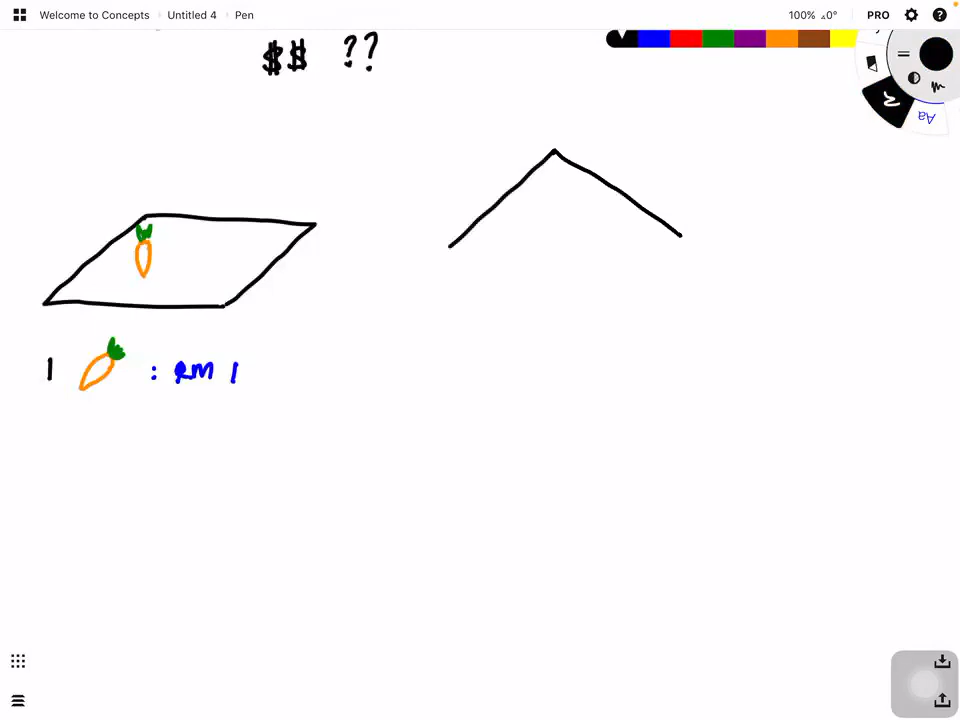 Welcome to Concepts › Untitled 4 › Pen
100% 0° PRO
$$ ??
Aa
1 : RM 1